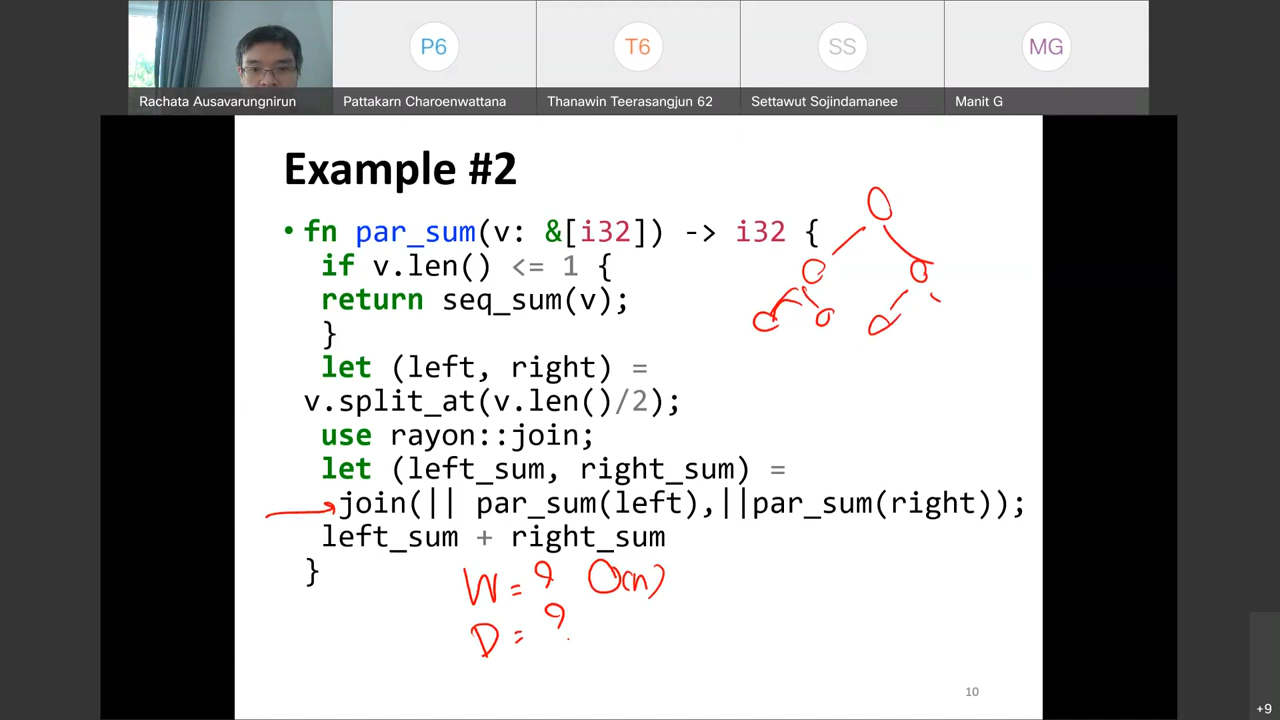 P6
T6
SS
MG
Rachata Ausavarungnirun
Pattakarn Charoenwattana
Thanawin Teerasangjun 62
Settawut Sojindamanee
Manit G
Example #2
• fn par_sum(v: &[i32]) -> i32 {
if v.len() <= 1 {
return seq_sum(v);
}
let (left, right) =
v.split_at(v.len()/2);
use rayon::join;
let (left_sum, right_sum) =
join(|| par_sum(left),||par_sum(right));
left_sum + right_sum
}
W = ? O(n)
D = ?
10
+9